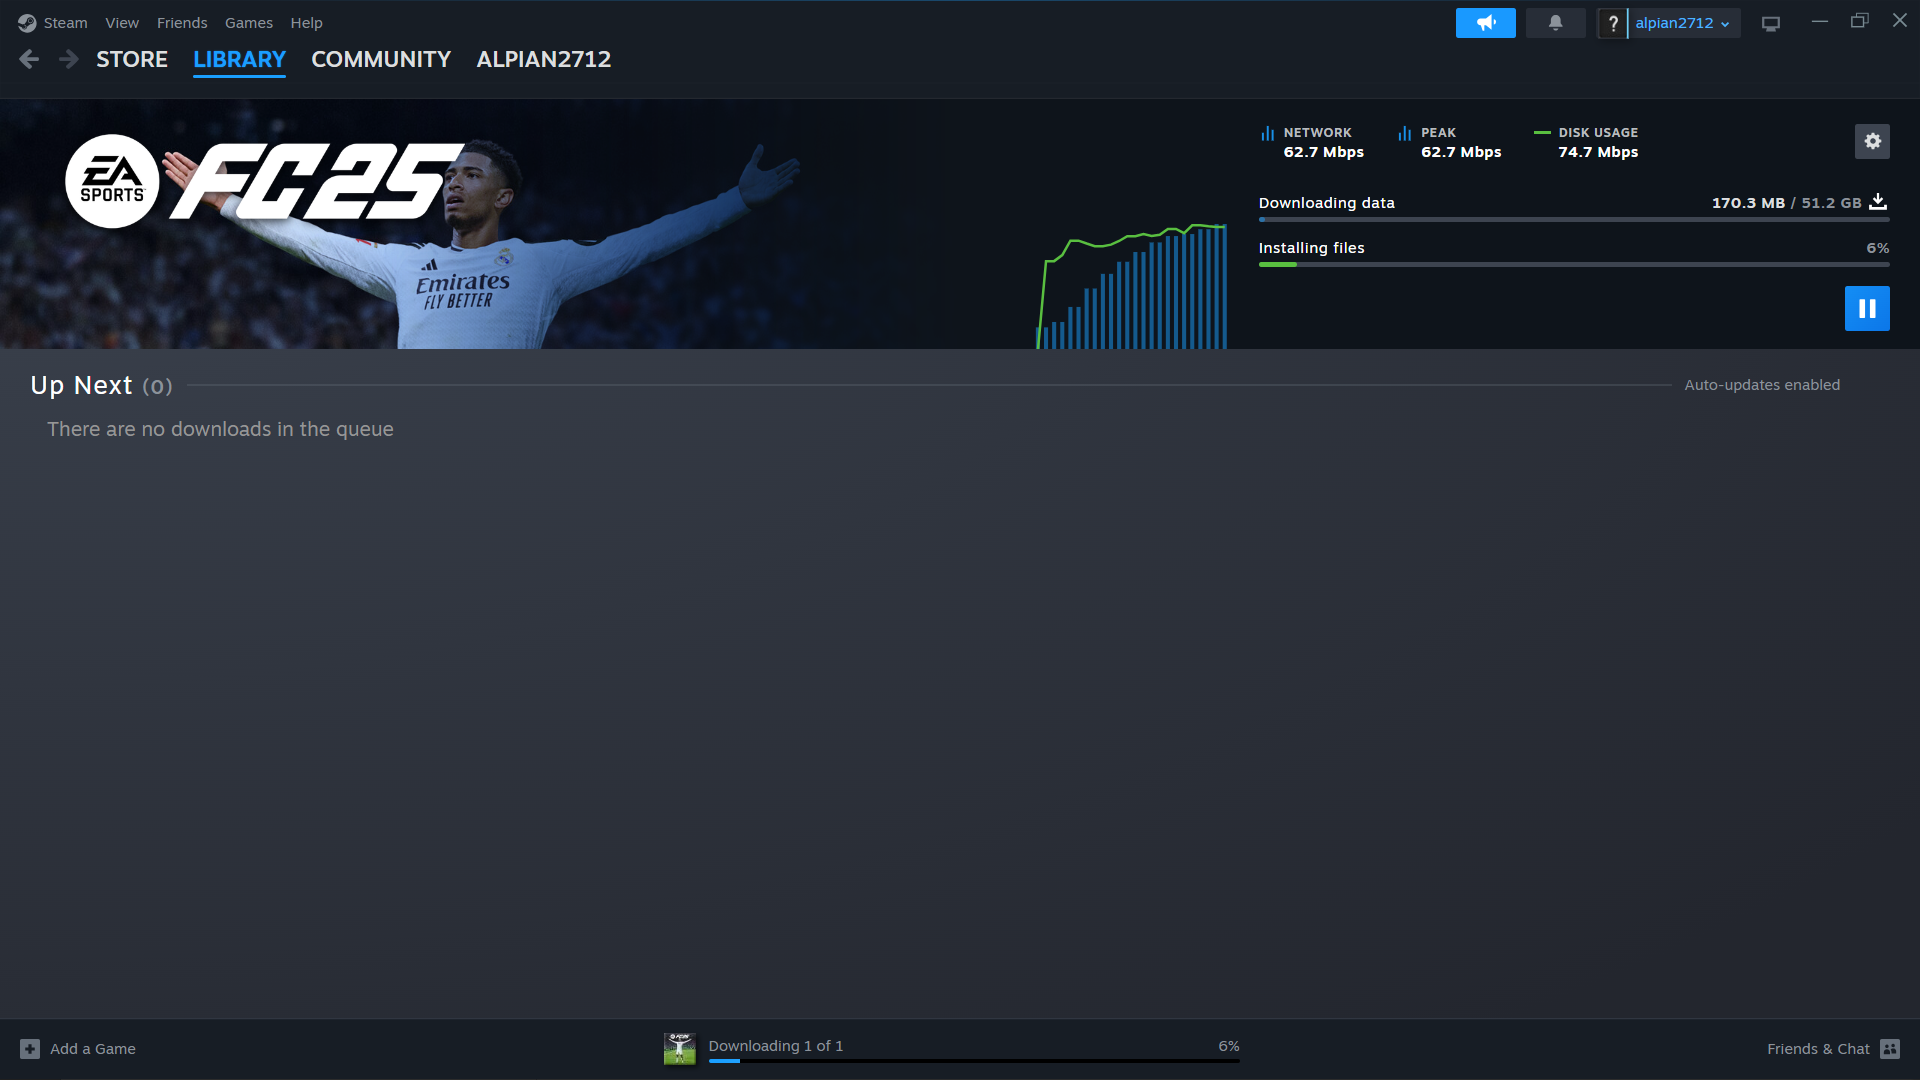 Steam View Friends Games Help
? alpian2712
STORE LIBRARY COMMUNITY ALPIAN2712
EA SPORTS FC25
Emirates
FLY BETTER
NETWORK
62.7 Mbps
PEAK
62.7 Mbps
DISK USAGE
74.7 Mbps
Downloading data 170.3 MB / 51.2 GB
Installing files 6%
Up Next (0) Auto-updates enabled
There are no downloads in the queue
Add a Game
FC25
Downloading 1 of 1 6%
Friends & Chat